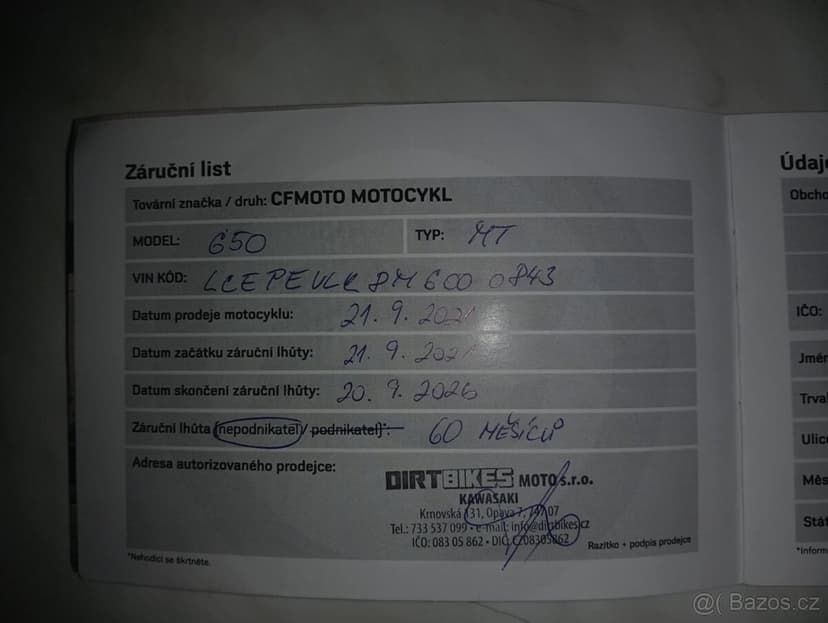 Záruční list
Tovární značka / druh: CFMOTO MOTOCYKL
MODEL: 650 TYP: MT
VIN KÓD: LCEPEVLK8M6000843
Datum prodeje motocyklu: 21. 9. 2021
Datum začátku záruční lhůty: 21. 9. 2021
Datum skončení záruční lhůty: 20. 9. 2026
Záruční lhůta (nepodnikatel / podnikatel)*: 60 MĚSÍCŮ
Adresa autorizovaného prodejce:
DIRTBIKES MOTO s.r.o.
KAWASAKI
Krnovská 131, Opava 7, 747 07
Tel.: 733 537 099 • e-mail: info@dirtbikes.cz
IČO: 083 05 862 • DIČ: CZ08305862
Razítko + podpis prodejce
*Nehodící se škrtněte.
Údaj
Obcho
IČO:
Jmén
Trval
Ulice
Měs
Stát
*Inform
@( Bazos.cz